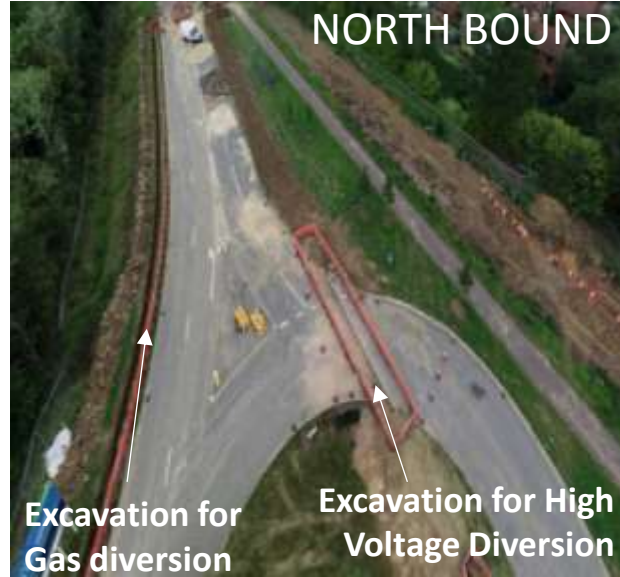 NORTH BOUND
Excavation for
Gas diversion
Excavation for High
Voltage Diversion